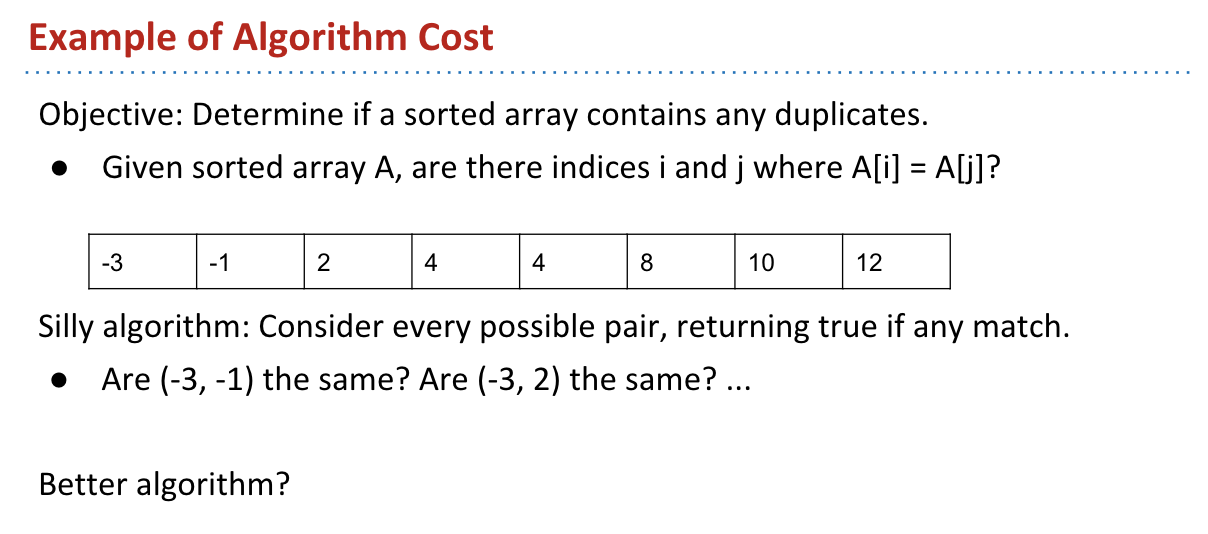 Example of Algorithm Cost
Objective: Determine if a sorted array contains any duplicates.
● Given sorted array A, are there indices i and j where A[i] = A[j]?
-3 -1 2 4 4 8 10 12
Silly algorithm: Consider every possible pair, returning true if any match.
● Are (-3, -1) the same? Are (-3, 2) the same? ...
Better algorithm?